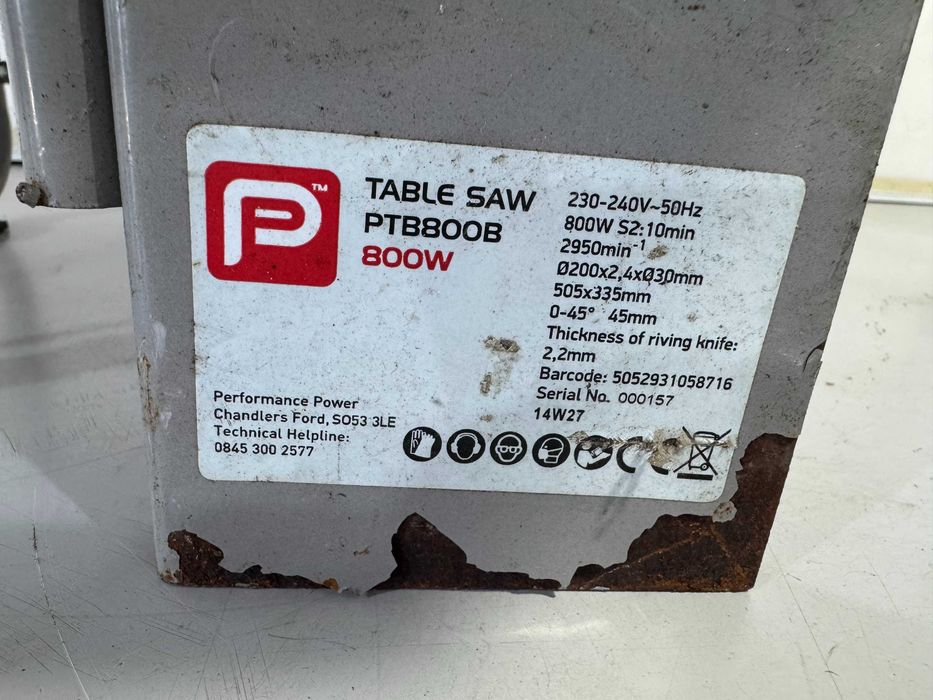 P™
TABLE SAW
PTB800B
800W
230-240V~50Hz
800W S2:10min
2950min⁻¹
Ø200x2,4xØ30mm
505x335mm
0-45° 45mm
Thickness of riving knife:
2,2mm
Barcode: 5052931058716
Serial No. 000157
14W27
Performance Power
Chandlers Ford, SO53 3LE
Technical Helpline:
0845 300 2577